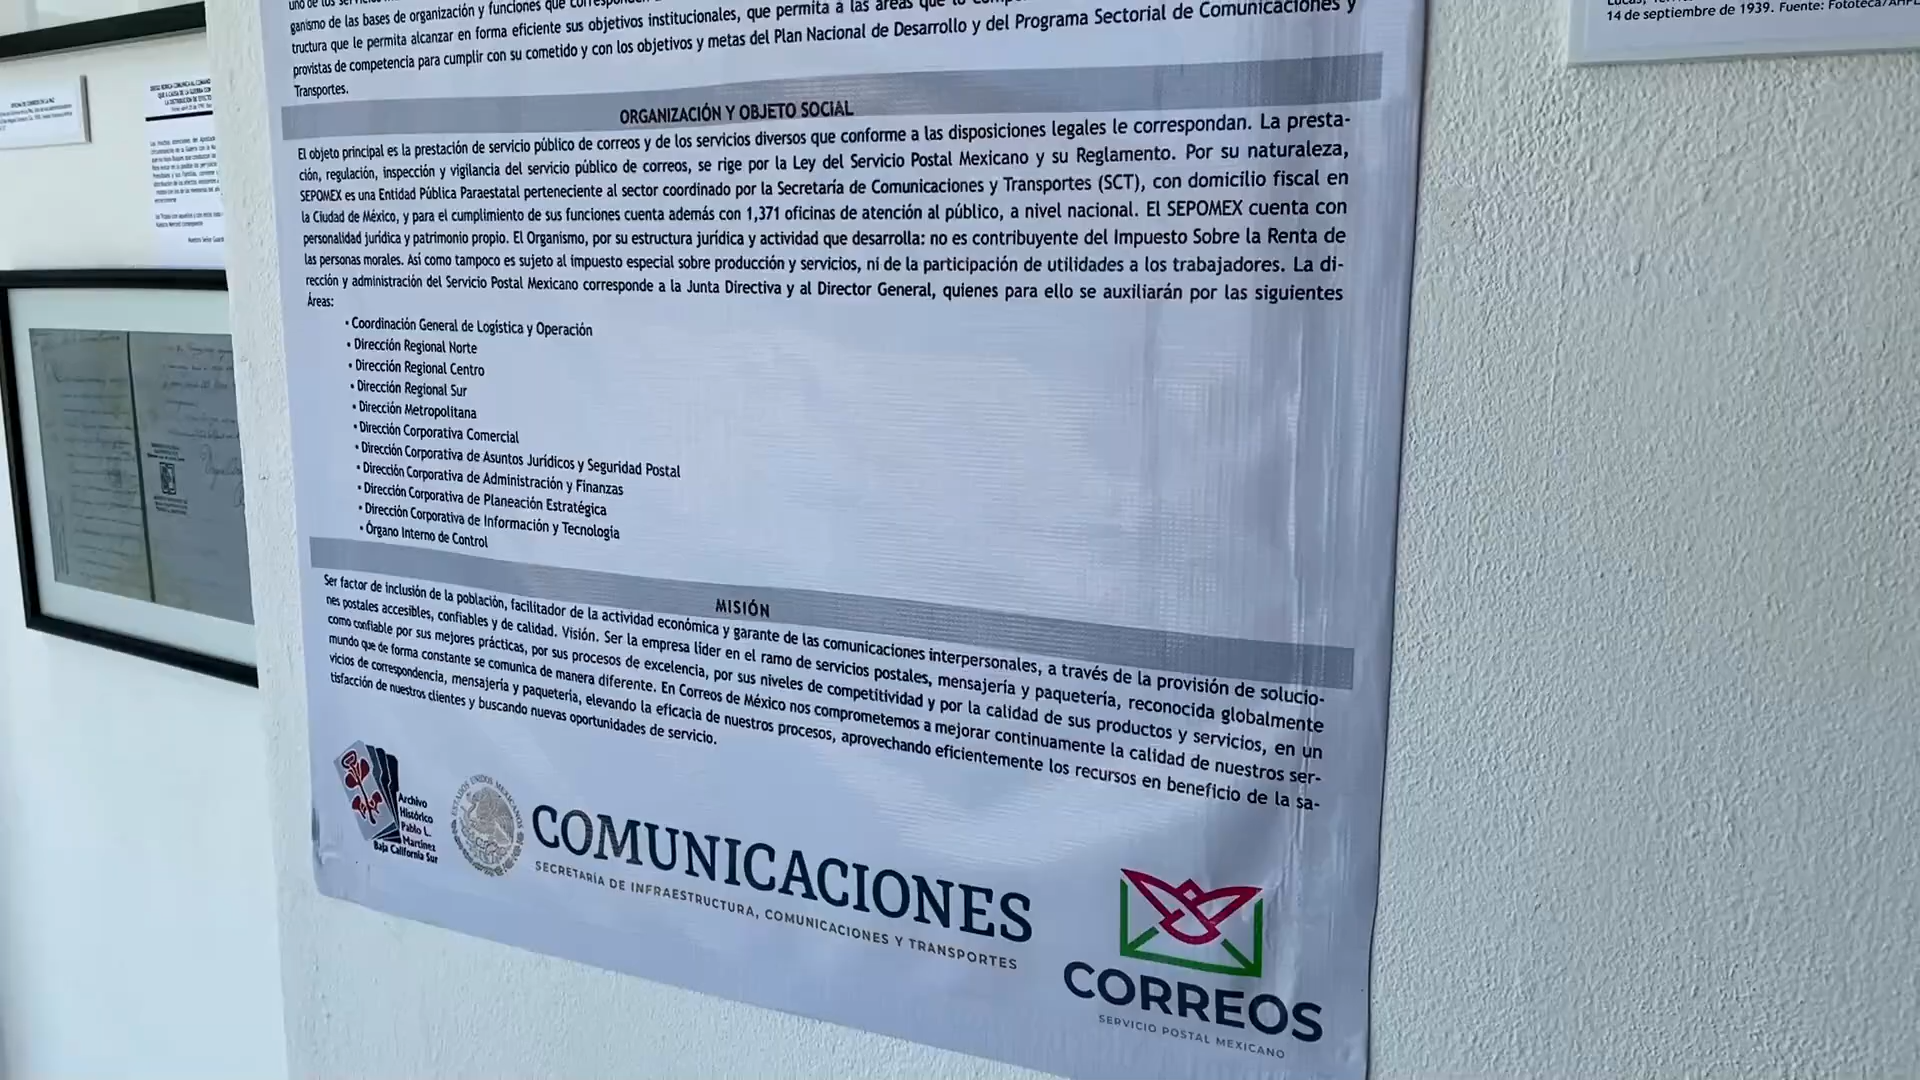 ganismo de las bases de organización y funciones que
tructura que le permita alcanzar en forma eficiente sus objetivos institucionales, que permita a las áreas que
provistas de competencia para cumplir con su cometido y con los objetivos y metas del Plan Nacional de Desarrollo y del Programa Sectorial de Comunicaciones y
Transportes.
ORGANIZACIÓN Y OBJETO SOCIAL
El objeto principal es la prestación de servicio público de correos y de los servicios diversos que conforme a las disposiciones legales le correspondan. La presta-
ción, regulación, inspección y vigilancia del servicio público de correos, se rige por la Ley del Servicio Postal Mexicano y su Reglamento. Por su naturaleza,
SEPOMEX es una Entidad Pública Paraestatal perteneciente al sector coordinado por la Secretaría de Comunicaciones y Transportes (SCT), con domicilio fiscal en
la Ciudad de México, y para el cumplimiento de sus funciones cuenta además con 1,371 oficinas de atención al público, a nivel nacional. El SEPOMEX cuenta con
personalidad jurídica y patrimonio propio. El Organismo, por su estructura jurídica y actividad que desarrolla: no es contribuyente del Impuesto Sobre la Renta de
las personas morales. Así como tampoco es sujeto al impuesto especial sobre producción y servicios, ni de la participación de utilidades a los trabajadores. La di-
rección y administración del Servicio Postal Mexicano corresponde a la Junta Directiva y al Director General, quienes para ello se auxiliarán por las siguientes
Áreas:
• Coordinación General de Logística y Operación
• Dirección Regional Norte
• Dirección Regional Centro
• Dirección Regional Sur
• Dirección Metropolitana
• Dirección Corporativa Comercial
• Dirección Corporativa de Asuntos Jurídicos y Seguridad Postal
• Dirección Corporativa de Administración y Finanzas
• Dirección Corporativa de Planeación Estratégica
• Dirección Corporativa de Información y Tecnología
• Órgano Interno de Control
MISIÓN
Ser factor de inclusión de la población, facilitador de la actividad económica y garante de las comunicaciones interpersonales, a través de la provisión de solucio-
nes postales accesibles, confiables y de calidad. Visión. Ser la empresa líder en el ramo de servicios postales, mensajería y paquetería, reconocida globalmente
como confiable por sus mejores prácticas, por sus procesos de excelencia, por sus niveles de competitividad y por la calidad de sus productos y servicios, en un
mundo que de forma constante se comunica de manera diferente. En Correos de México nos comprometemos a mejorar continuamente la calidad de nuestros ser-
vicios de correspondencia, mensajería y paquetería, elevando la eficacia de nuestros procesos, aprovechando eficientemente los recursos en beneficio de la sa-
tisfacción de nuestros clientes y buscando nuevas oportunidades de servicio.
Archivo
Histórico
Pablo L.
Martínez
Baja California Sur
ESTADOS UNIDOS MEXICANOS
COMUNICACIONES
SECRETARÍA DE INFRAESTRUCTURA, COMUNICACIONES Y TRANSPORTES
CORREOS
SERVICIO POSTAL MEXICANO
14 de septiembre de 1939. Fuente: Fototeca/